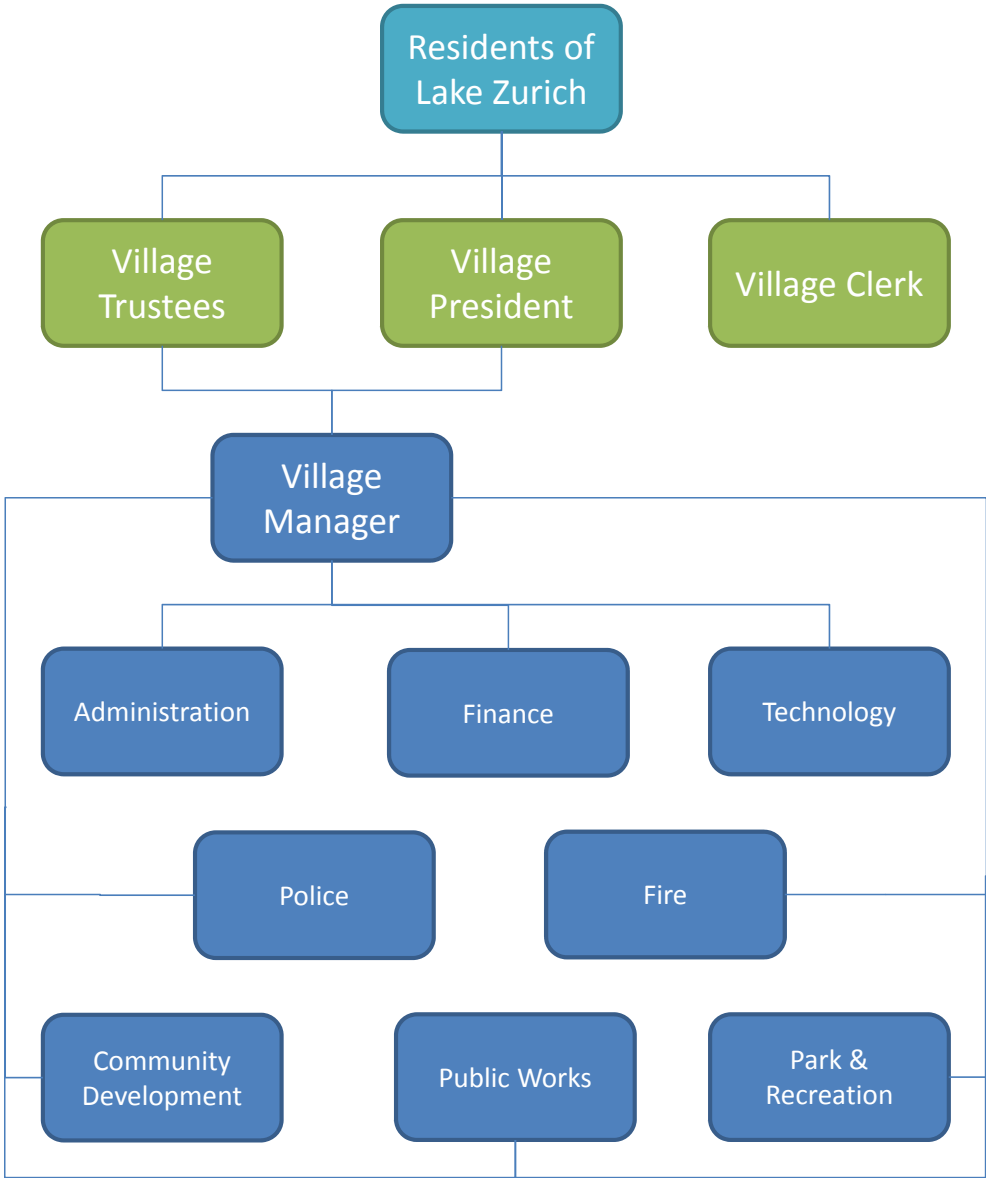 Residents of
Lake Zurich
Village
Trustees
Village
President
Village Clerk
Village
Manager
Administration
Finance
Technology
Police
Fire
Community
Development
Public Works
Park &
Recreation